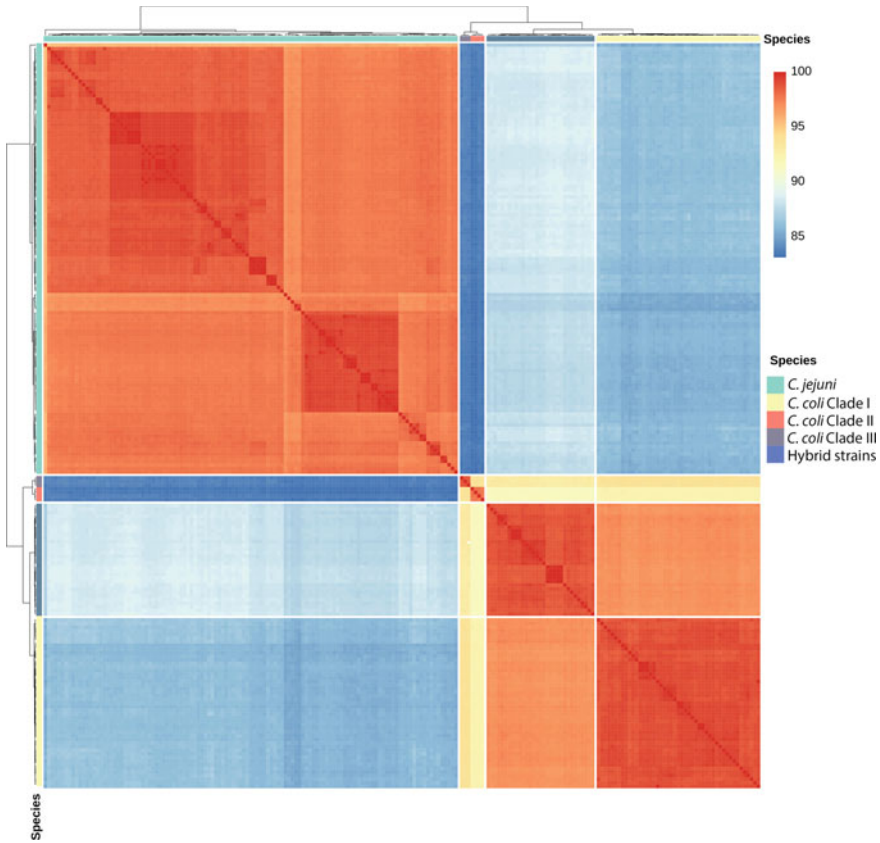 Species
100
95
90
85
Species
C. jejuni
C. coli Clade I
C. coli Clade II
C. coli Clade III
Hybrid strains
Species